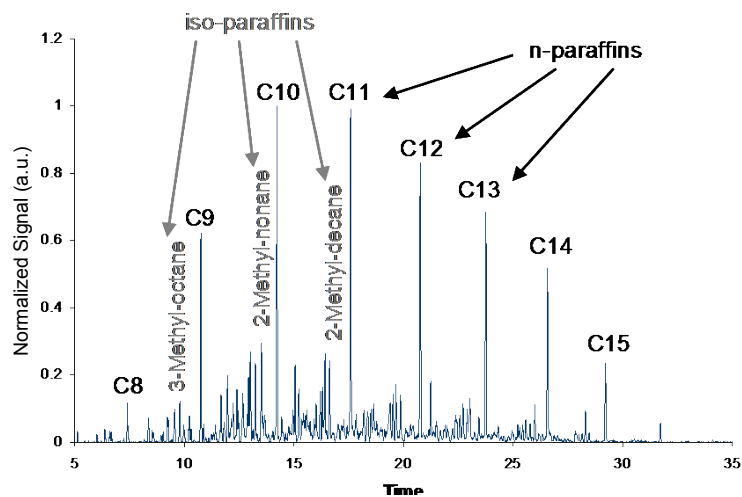 iso-paraffins
n-paraffins
C10
C11
C12
C13
C9
C14
C15
C8
3-Methyl-octane
2-Methyl-nonane
2-Methyl-decane
Normalized Signal (a.u.)
1.2
1
0.8
0.6
0.4
0.2
0
5
10
15
20
25
30
35
Time